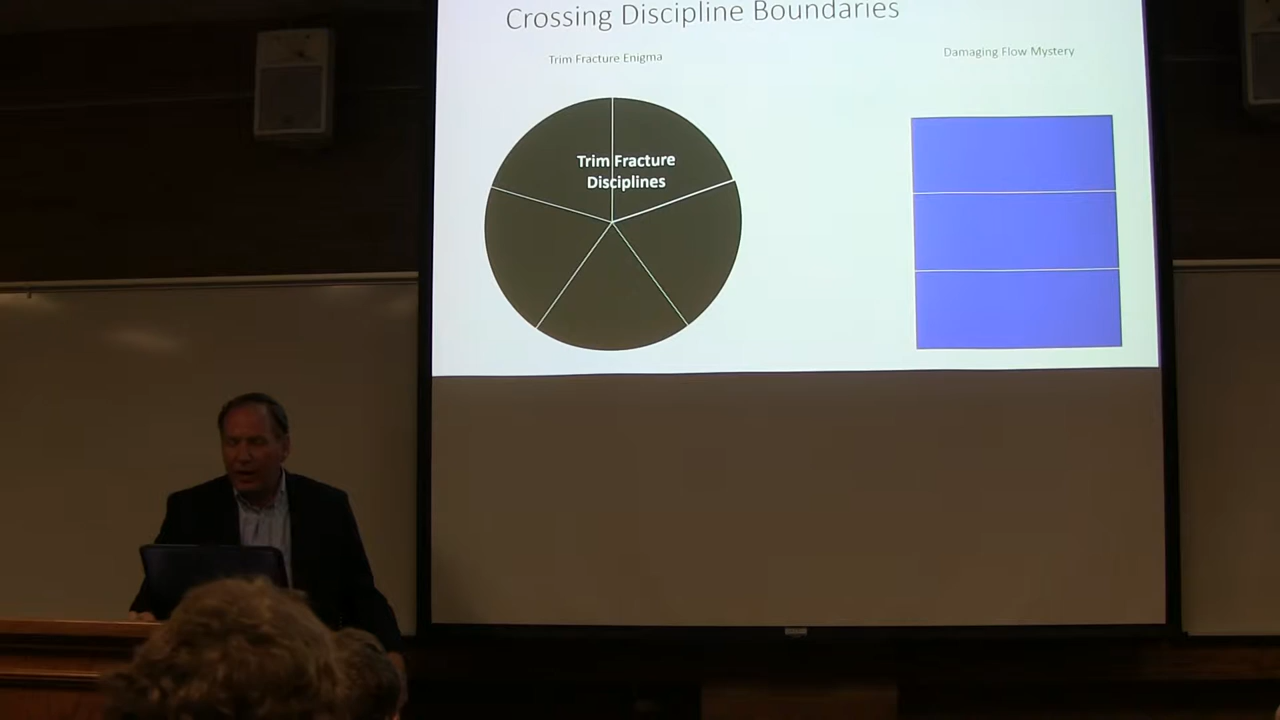 Crossing Discipline Boundaries
Trim Fracture Enigma
Damaging Flow Mystery
Trim Fracture
Disciplines